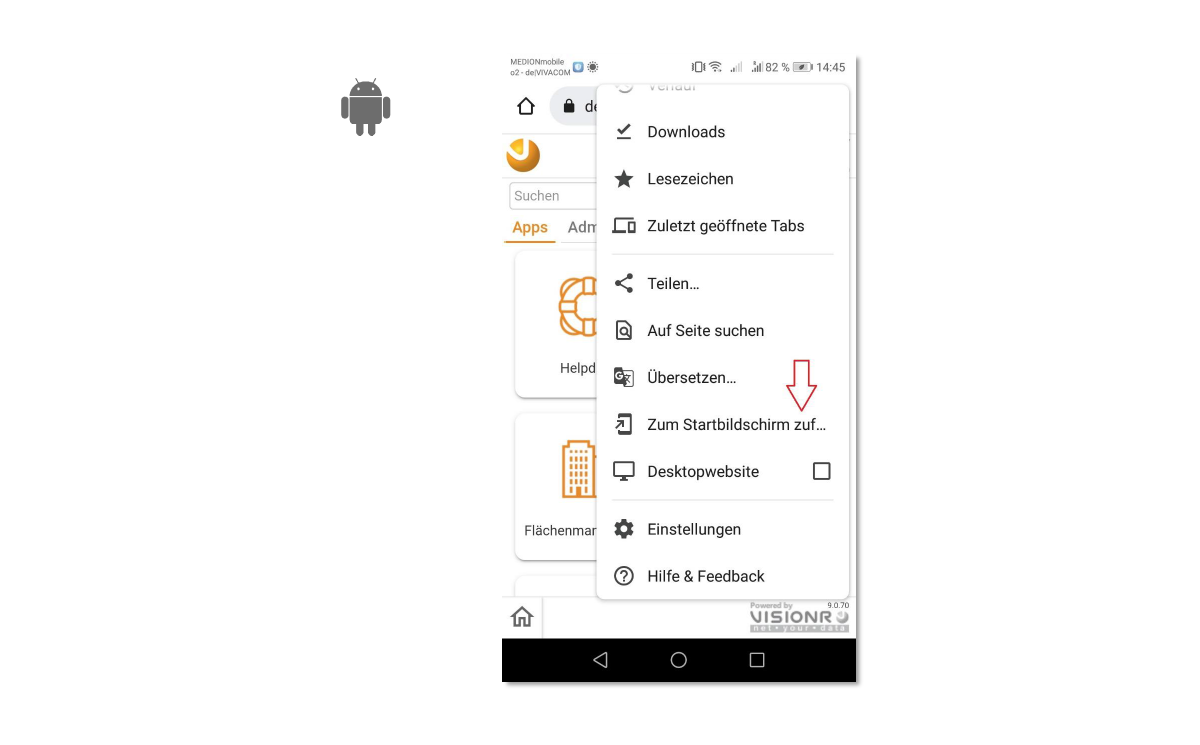 MEDIONmobile
o2 - de|VIVACOM
82 % 14:45
de
Suchen
Apps Adm
Helpd
Flächenmar
Verlauf
Downloads
Lesezeichen
Zuletzt geöffnete Tabs
Teilen…
Auf Seite suchen
Übersetzen…
Zum Startbildschirm zuf…
Desktopwebsite
Einstellungen
Hilfe & Feedback
Powered by 9.0.70
VISIONR
net • your • data